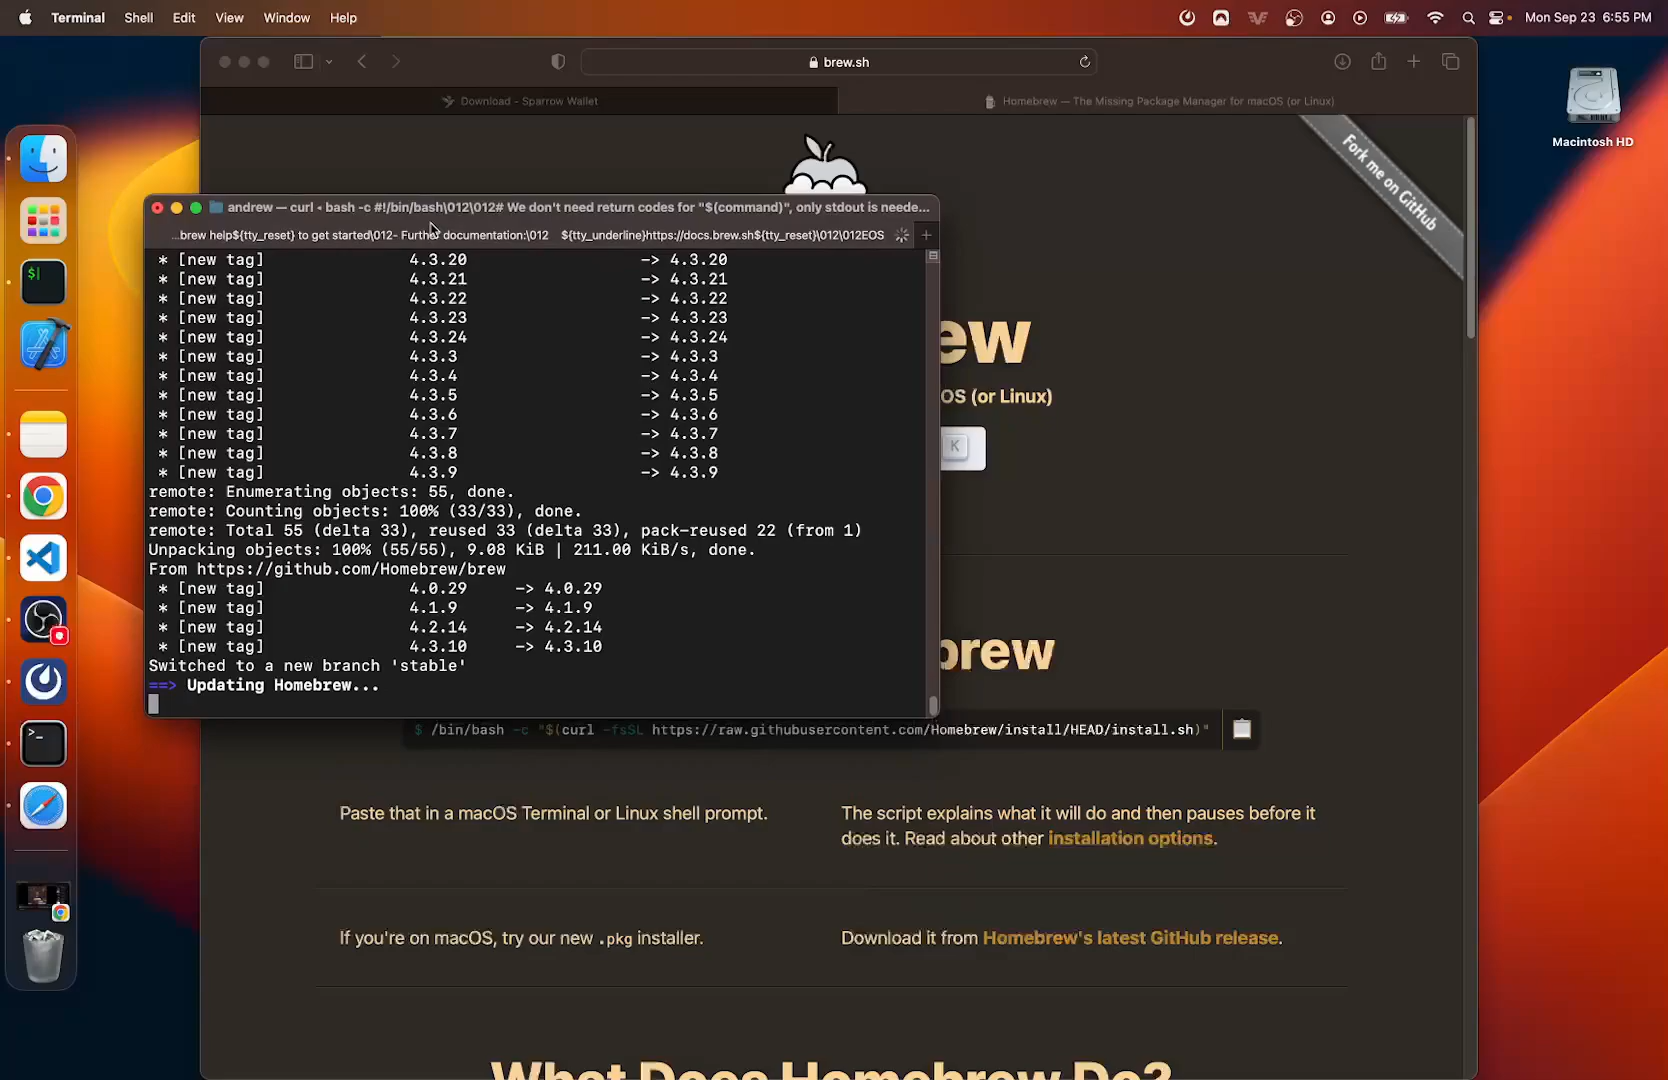 Terminal Shell Edit View Window Help
Mon Sep 23 6:55 PM
brew.sh
Download - Sparrow Wallet
Homebrew — The Missing Package Manager for macOS (or Linux)
Macintosh HD
Fork me on GitHub
andrew — curl ◂ bash -c #!/bin/bash\012\012# We don't need return codes for "$(command)", only stdout is neede...
...brew help${tty_reset} to get started\012- Further documentation:\012 ${tty_underline}https://docs.brew.sh${tty_reset}\012\012EOS
* [new tag] 4.3.20 -> 4.3.20
* [new tag] 4.3.21 -> 4.3.21
* [new tag] 4.3.22 -> 4.3.22
* [new tag] 4.3.23 -> 4.3.23
* [new tag] 4.3.24 -> 4.3.24
* [new tag] 4.3.3 -> 4.3.3
* [new tag] 4.3.4 -> 4.3.4
* [new tag] 4.3.5 -> 4.3.5
* [new tag] 4.3.6 -> 4.3.6
* [new tag] 4.3.7 -> 4.3.7
* [new tag] 4.3.8 -> 4.3.8
* [new tag] 4.3.9 -> 4.3.9
remote: Enumerating objects: 55, done.
remote: Counting objects: 100% (33/33), done.
remote: Total 55 (delta 33), reused 33 (delta 33), pack-reused 22 (from 1)
Unpacking objects: 100% (55/55), 9.08 KiB | 211.00 KiB/s, done.
From https://github.com/Homebrew/brew
* [new tag] 4.0.29 -> 4.0.29
* [new tag] 4.1.9 -> 4.1.9
* [new tag] 4.2.14 -> 4.2.14
* [new tag] 4.3.10 -> 4.3.10
Switched to a new branch 'stable'
==> Updating Homebrew...
ew
OS (or Linux)
K
brew
$ /bin/bash -c "$(curl -fsSL https://raw.githubusercontent.com/Homebrew/install/HEAD/install.sh)"
Paste that in a macOS Terminal or Linux shell prompt.
The script explains what it will do and then pauses before it
does it. Read about other installation options.
If you're on macOS, try our new .pkg installer.
Download it from Homebrew's latest GitHub release.
What Does Homebrew Do?